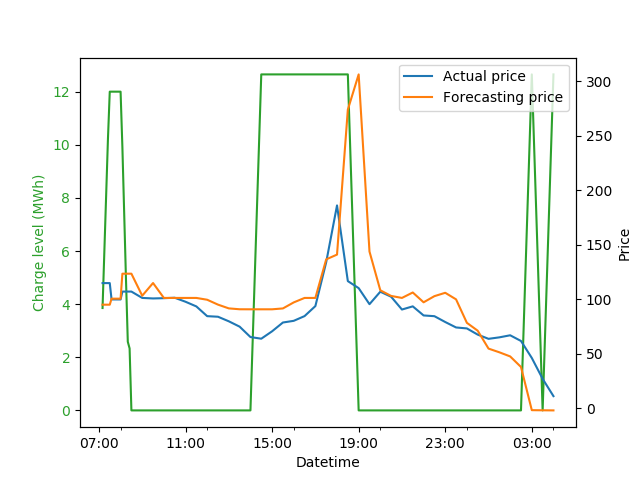 Actual price
Forecasting price
Charge level (MWh)
12
10
8
6
4
2
0
300
250
200
150
100
50
0
Price
07:00 11:00 15:00 19:00 23:00 03:00
Datetime